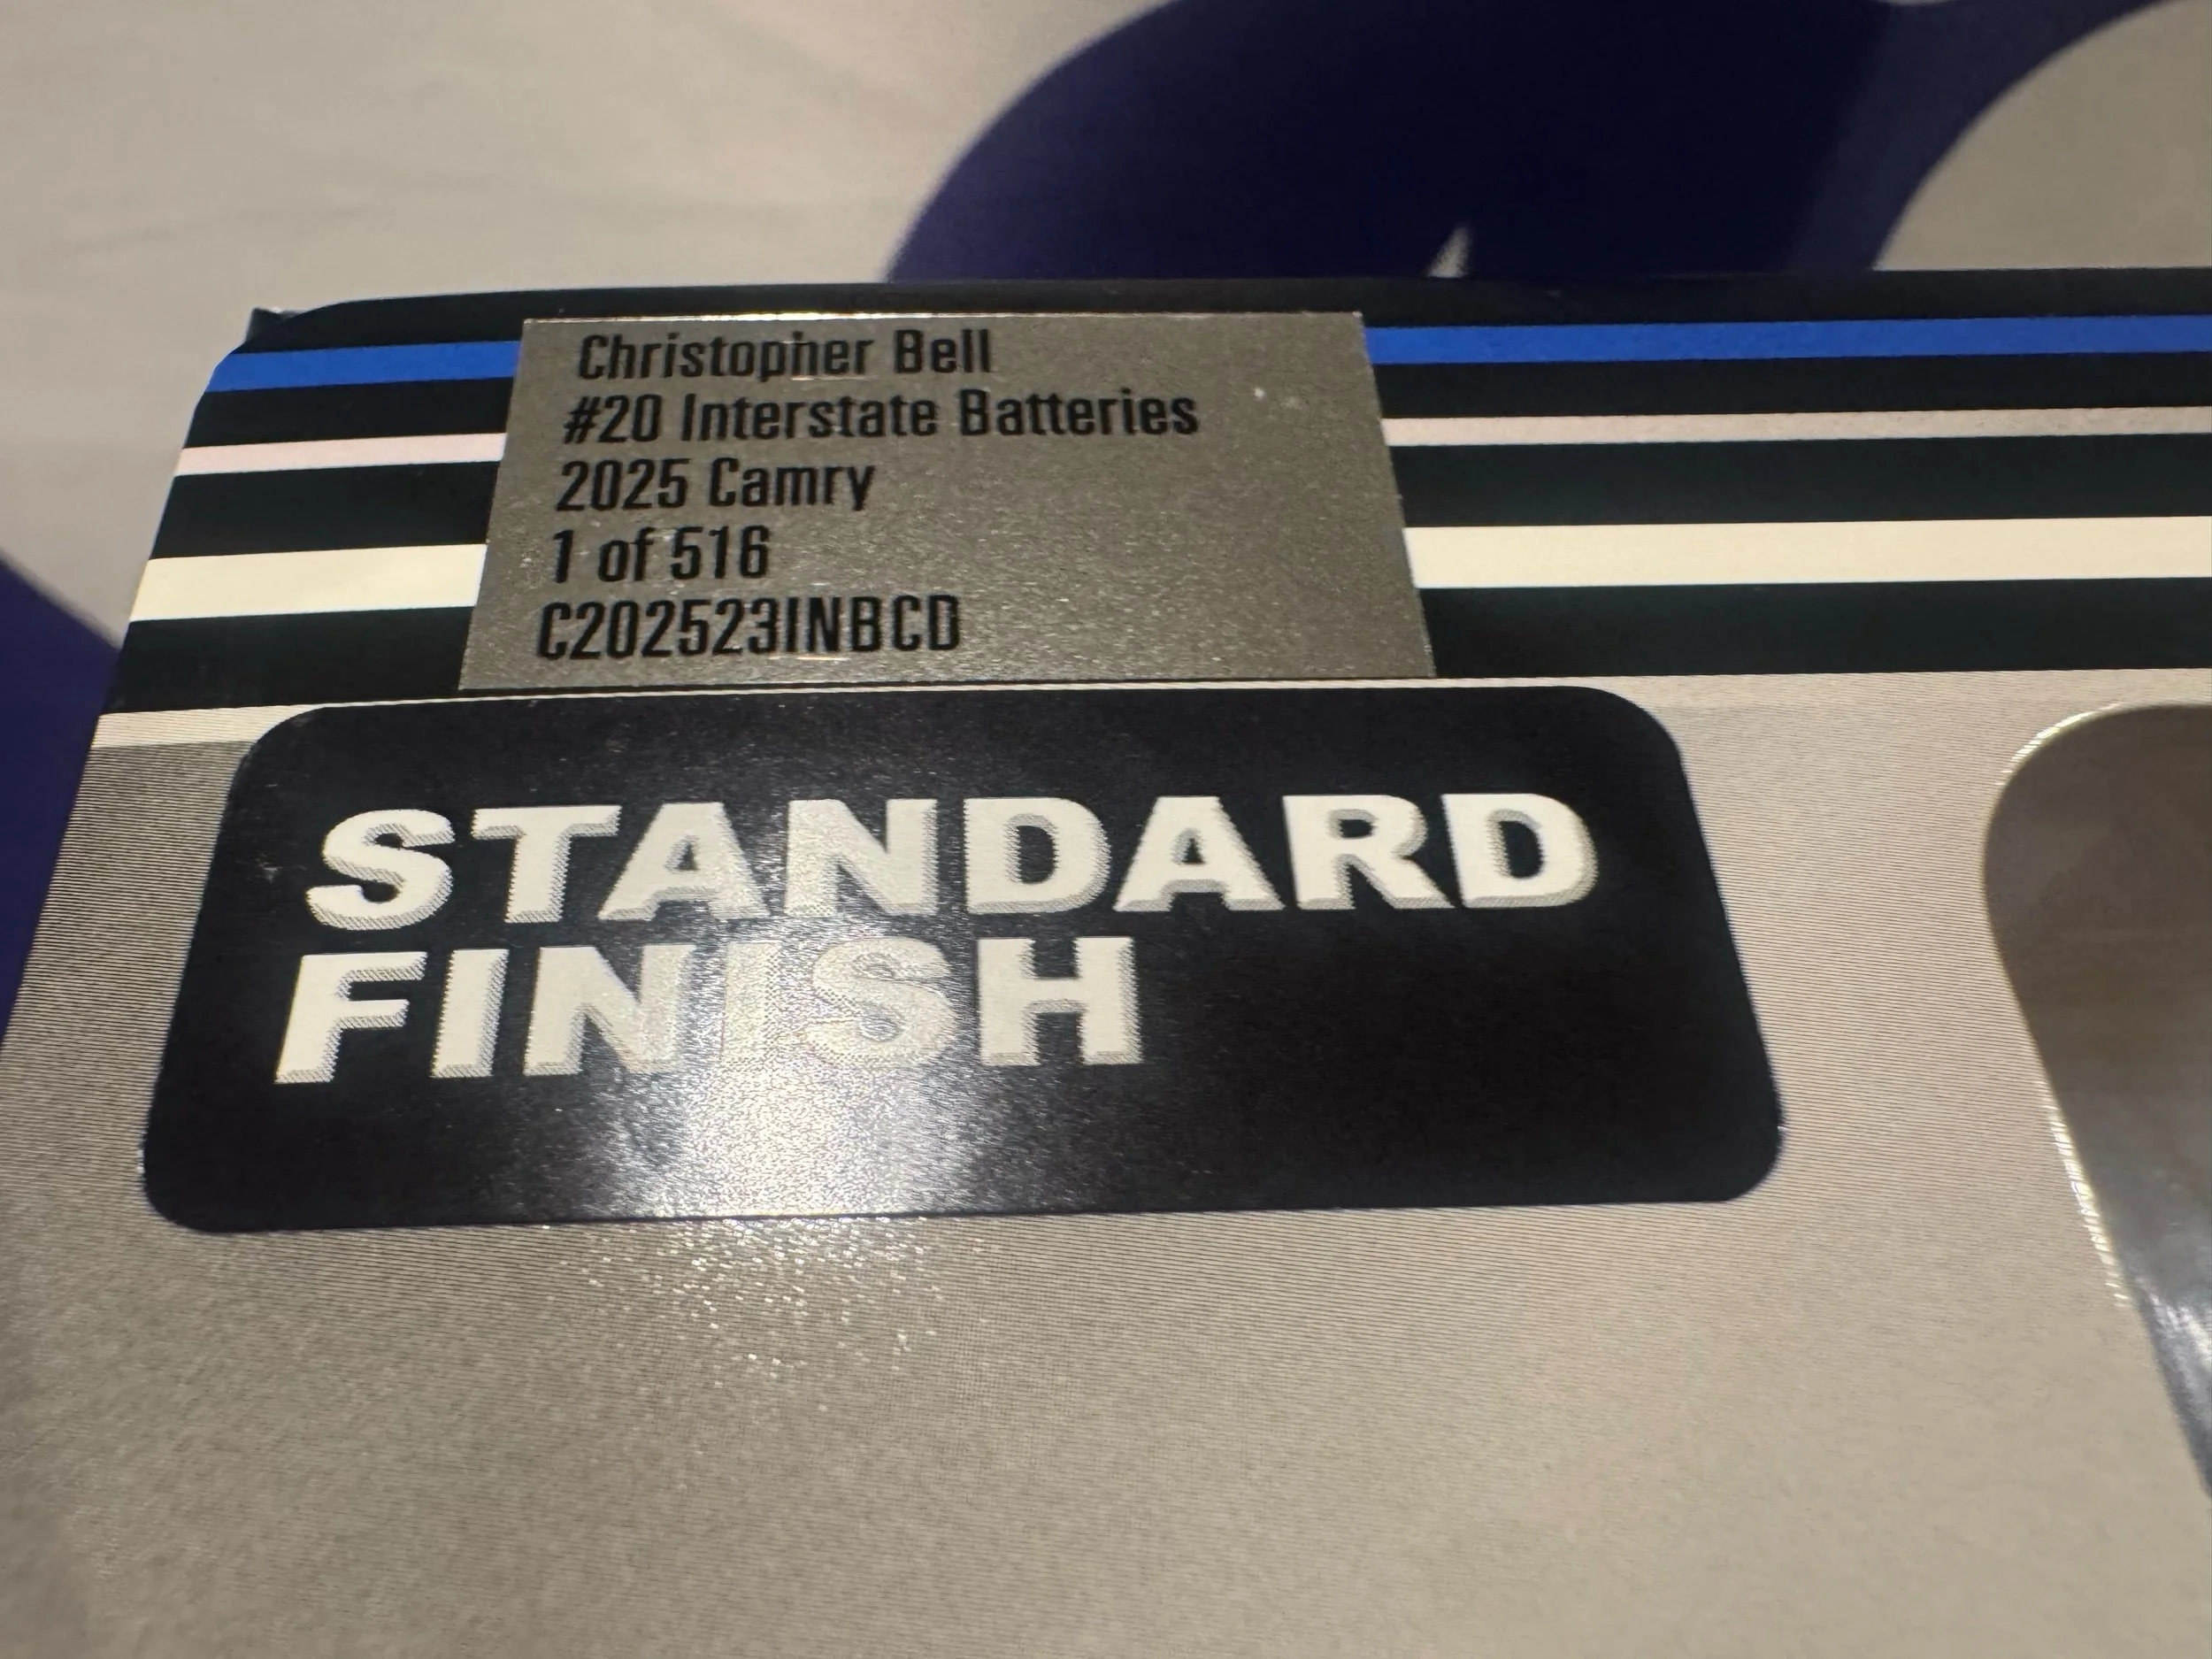 Christopher Bell
#20 Interstate Batteries
2025 Camry
1 of 516
C202523INBCD
STANDARD
FINISH